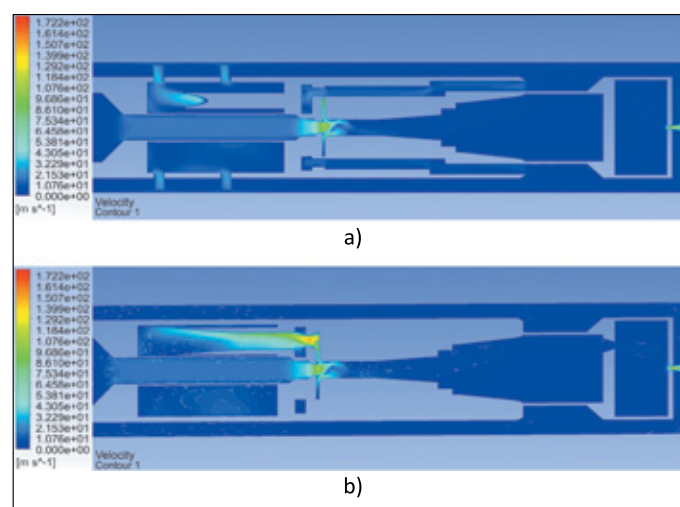 1.722e+02
1.614e+02
1.507e+02
1.399e+02
1.292e+02
1.184e+02
1.076e+02
9.686e+01
8.610e+01
7.534e+01
6.458e+01
5.381e+01
4.305e+01
3.229e+01
2.153e+01
1.076e+01
0.000e+00
[m s^-1]
Velocity
Contour 1
a)
1.722e+02
1.614e+02
1.507e+02
1.399e+02
1.292e+02
1.184e+02
1.076e+02
9.686e+01
8.610e+01
7.534e+01
6.458e+01
5.381e+01
4.305e+01
3.229e+01
2.153e+01
1.076e+01
0.000e+00
[m s^-1]
Velocity
Contour 1
b)